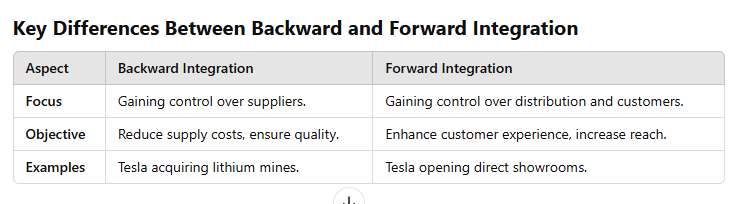 Key Differences Between Backward and Forward Integration
Aspect Backward Integration Forward Integration
Focus Gaining control over suppliers. Gaining control over distribution and customers.
Objective Reduce supply costs, ensure quality. Enhance customer experience, increase reach.
Examples Tesla acquiring lithium mines. Tesla opening direct showrooms.